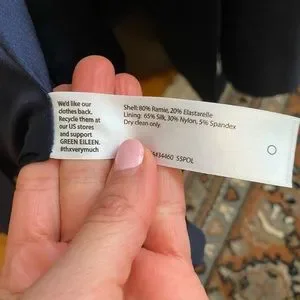 We'd like our
clothes back.
Recycle them at
our US stores
and support
GREEN EILEEN.
#thxverymuch
Shell: 80% Ramie, 20% Elastarelle
Lining: 65% Silk, 30% Nylon, 5% Spandex
Dry clean only.
434460 55POL